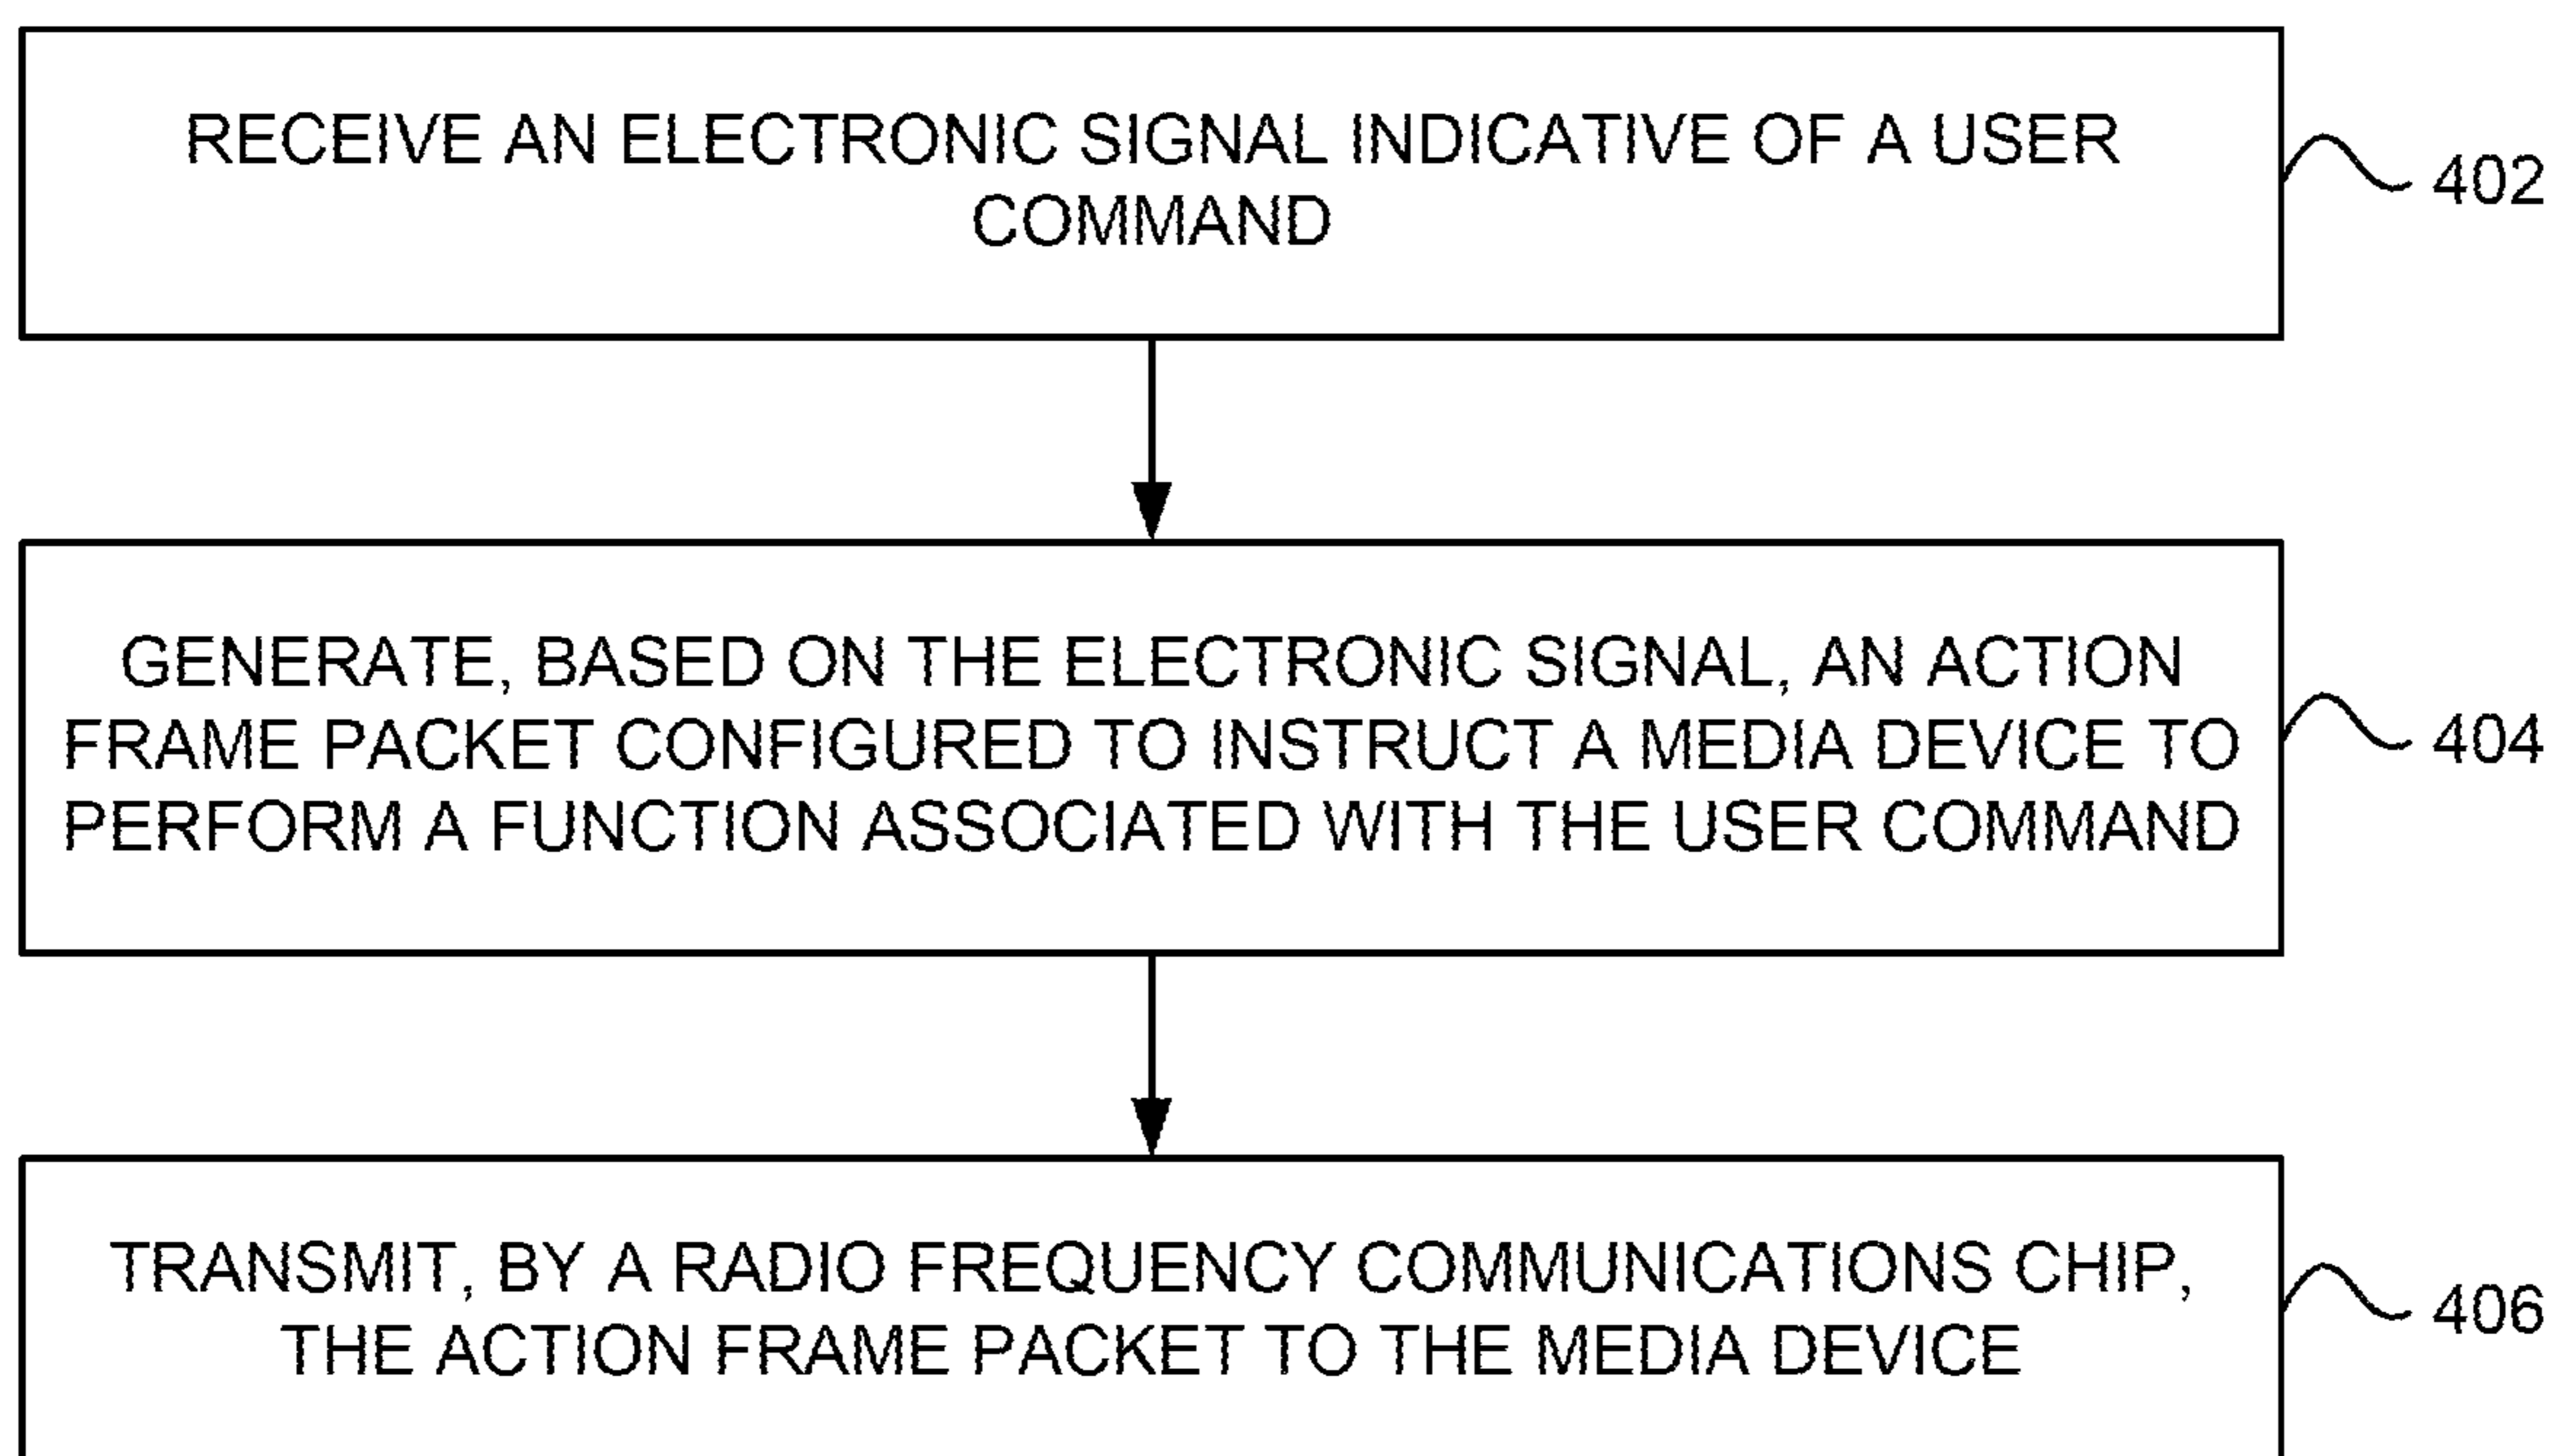 RECEIVE AN ELECTRONIC SIGNAL INDICATIVE OF A USER
COMMAND
402
GENERATE, BASED ON THE ELECTRONIC SIGNAL, AN ACTION
FRAME PACKET CONFIGURED TO INSTRUCT A MEDIA DEVICE TO
PERFORM A FUNCTION ASSOCIATED WITH THE USER COMMAND
404
TRANSMIT, BY A RADIO FREQUENCY COMMUNICATIONS CHIP,
THE ACTION FRAME PACKET TO THE MEDIA DEVICE
406